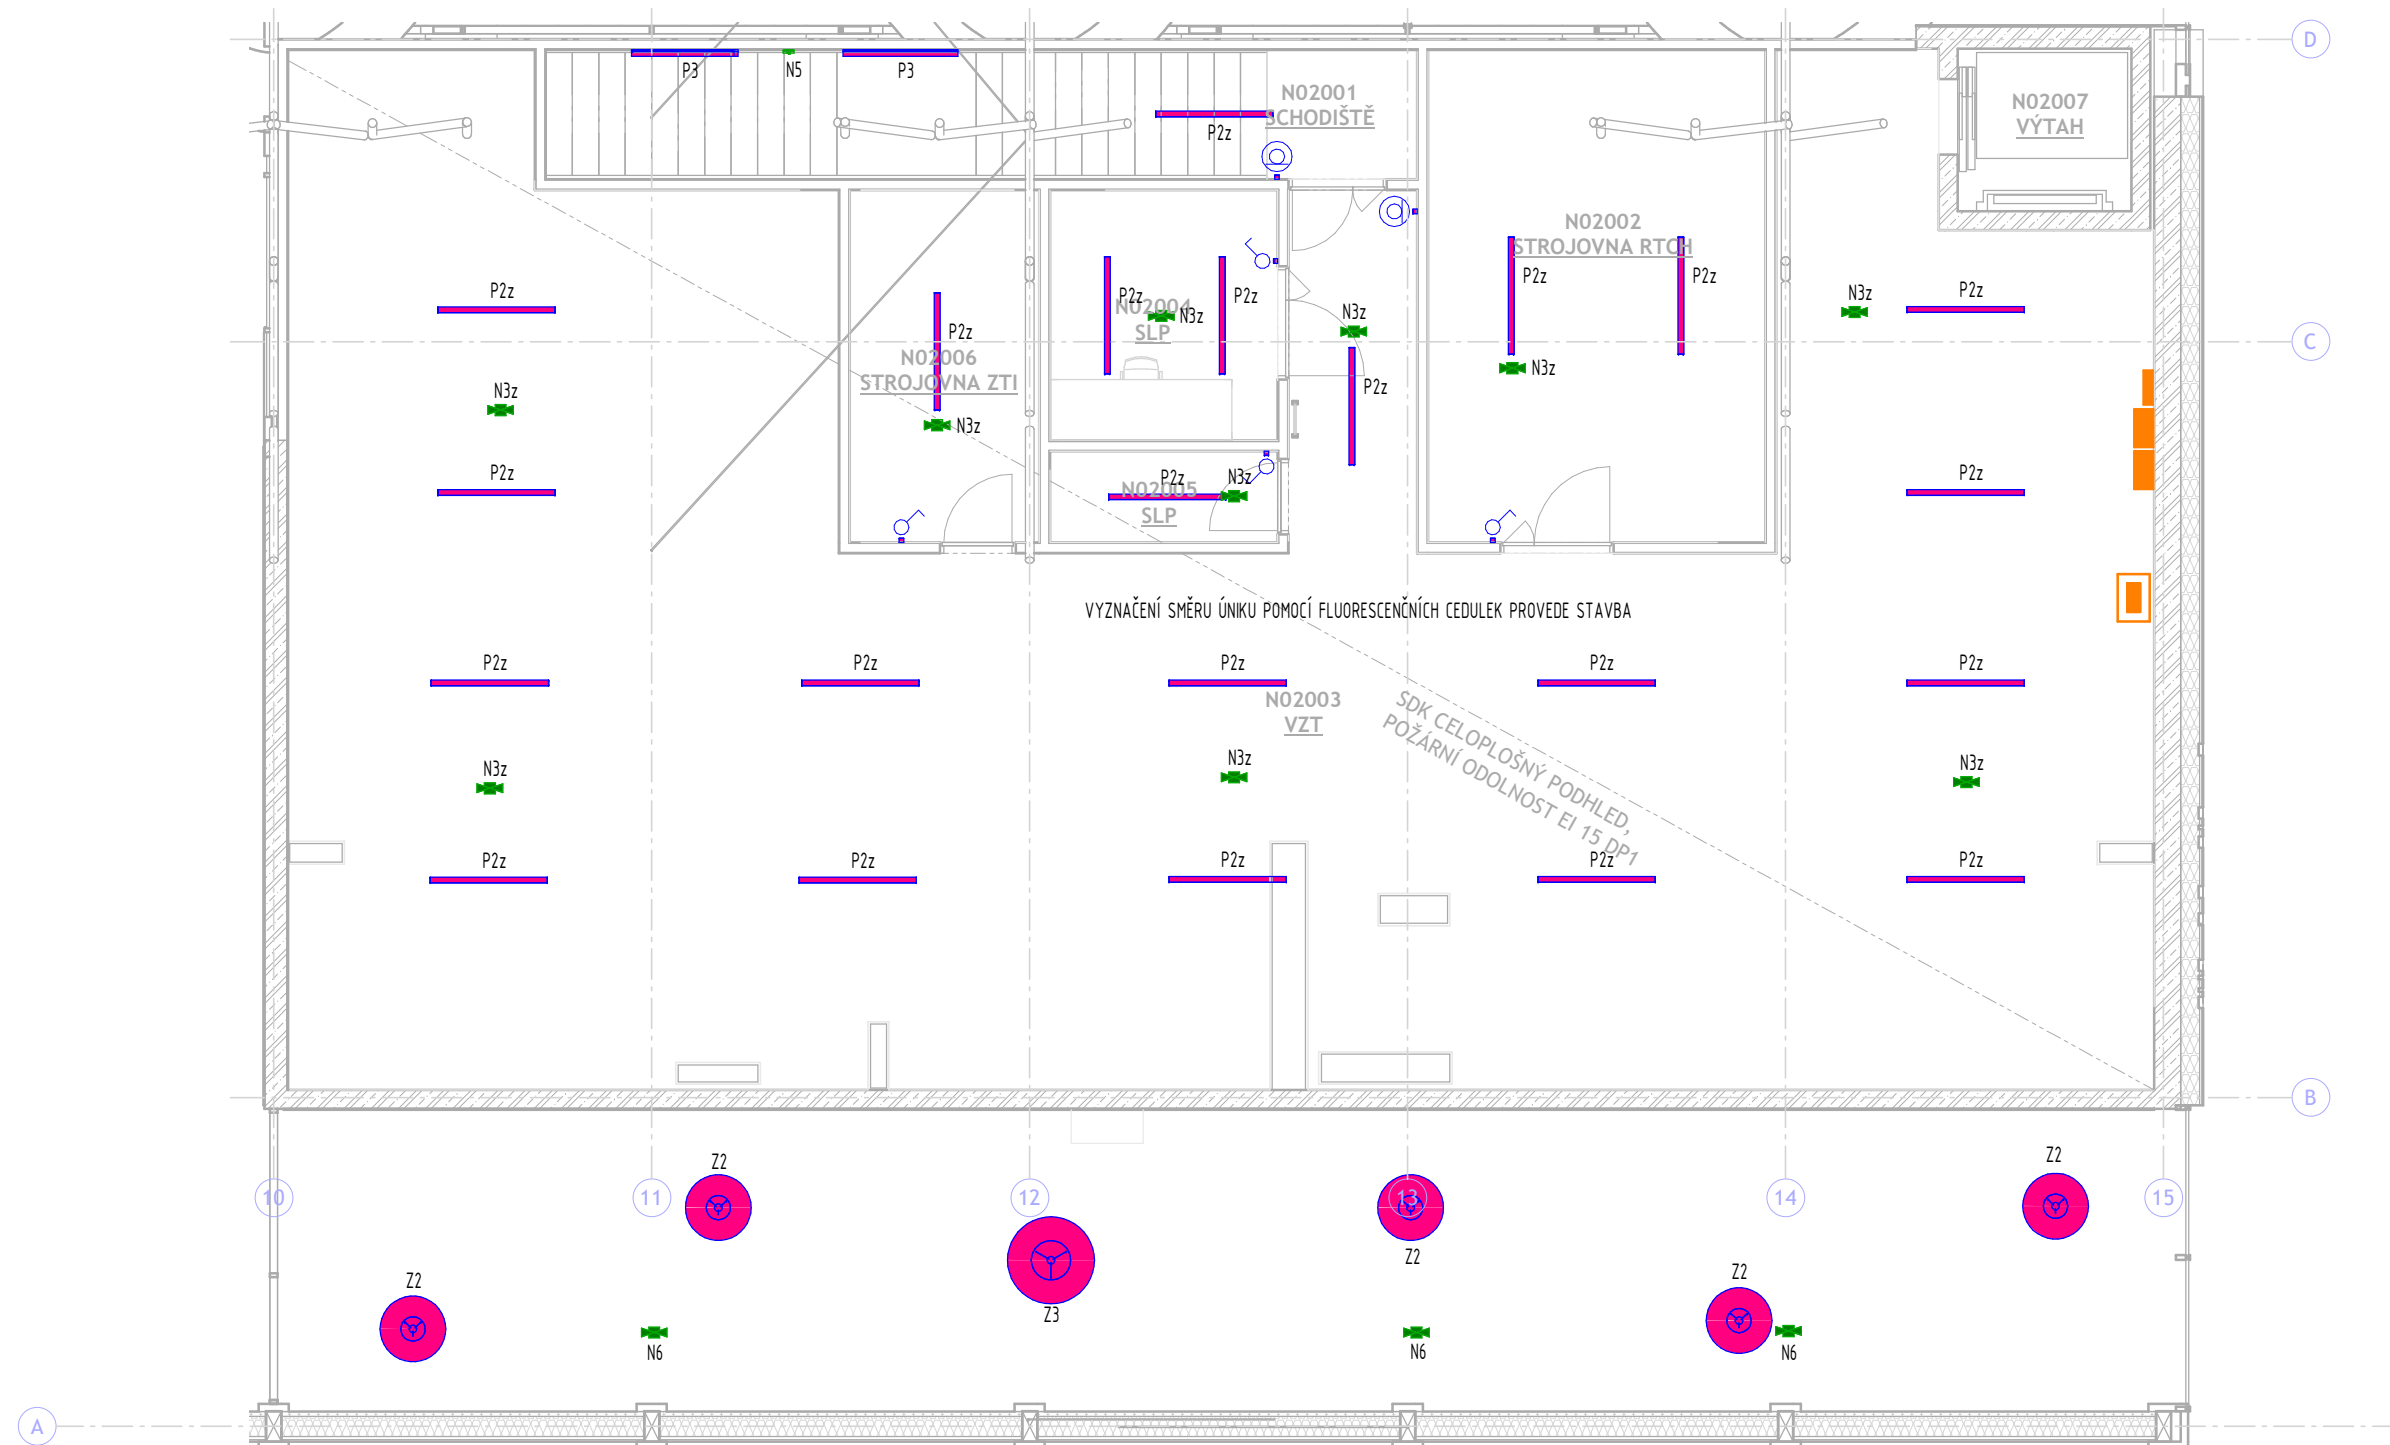 D
P3
N5
P3
N02001
SCHODIŠTĚ
P2z
N02007
VÝTAH
N02002
STROJOVNA RTCH
P2z
P2z
P2z
P2z
P2z
N02004
SLP
N3z
N3z
N3z
P2z
P2z
C
N02006
STROJOVNA ZTI
N3z
P2z
N3z
N3z
P2z
P2z
N3z
N02005
SLP
P2z
VYZNAČENÍ SMĚRU ÚNIKU POMOCÍ FLUORESCENČNÍCH CEDULEK PROVEDE STAVBA
P2z
P2z
P2z
P2z
P2z
N02003
VZT
SDK CELOPLOŠNÝ PODHLED,
POŽÁRNÍ ODOLNOST EI 15 DP1
N3z
N3z
N3z
P2z
P2z
P2z
P2z
P2z
B
Z2
Z2
10
11
12
13
14
15
Z2
Z2
Z2
Z3
N6
N6
N6
A